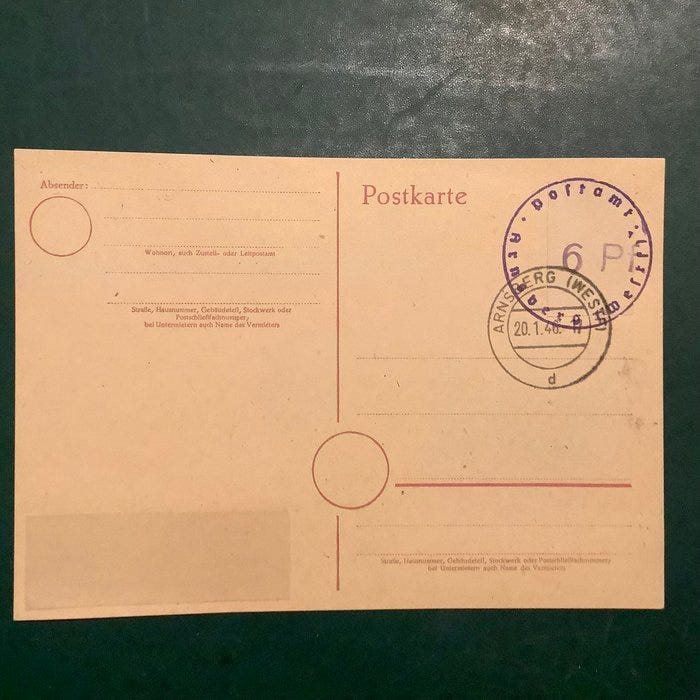 Absender:
Wohnort, auch Zustell- oder Leitpostamt
Straße, Hausnummer, Gebäudeteil, Stockwerk oder
Postschließfachnummer;
bei Untermietern auch Name des Vermieters
Postkarte
Postamt
Arnsberg
6 Pf
ARNSBERG (WESTF)
20.1.46.
d
Straße, Hausnummer, Gebäudeteil, Stockwerk oder Postschließfachnummer;
bei Untermietern auch Name des Vermieters